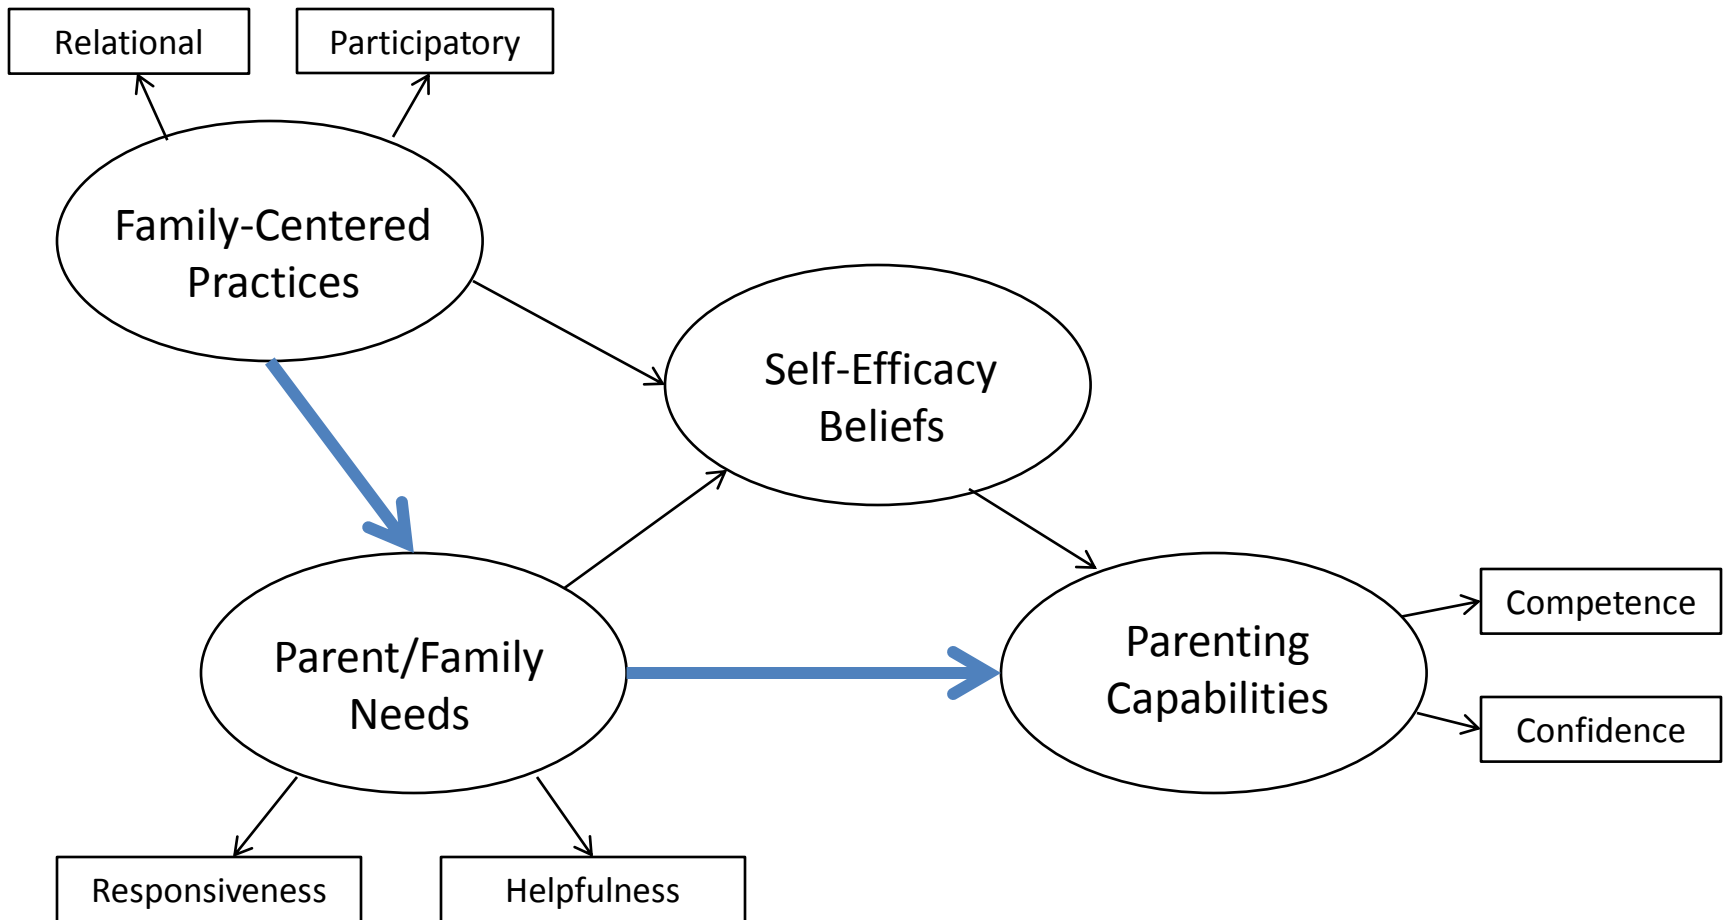 Relational
Participatory
Family-Centered
Practices
Self-Efficacy
Beliefs
Parent/Family
Needs
Parenting
Capabilities
Competence
Confidence
Responsiveness
Helpfulness